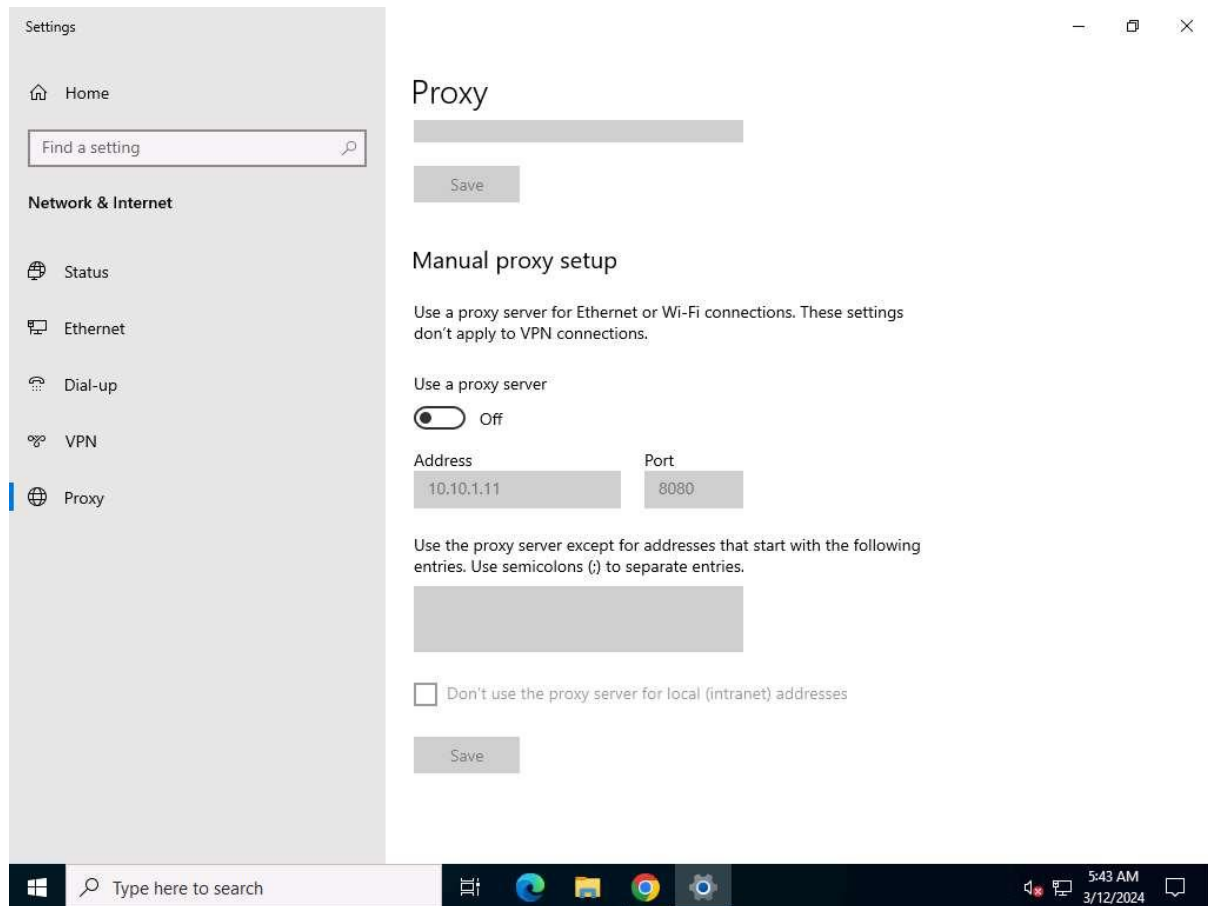 Settings
Home
Find a setting
Network & Internet
Status
Ethernet
Dial-up
VPN
Proxy
Proxy
Save
Manual proxy setup
Use a proxy server for Ethernet or Wi-Fi connections. These settings
don't apply to VPN connections.
Use a proxy server
Off
Address Port
10.10.1.11 8080
Use the proxy server except for addresses that start with the following
entries. Use semicolons (;) to separate entries.
Don't use the proxy server for local (intranet) addresses
Save
Type here to search
5:43 AM
3/12/2024